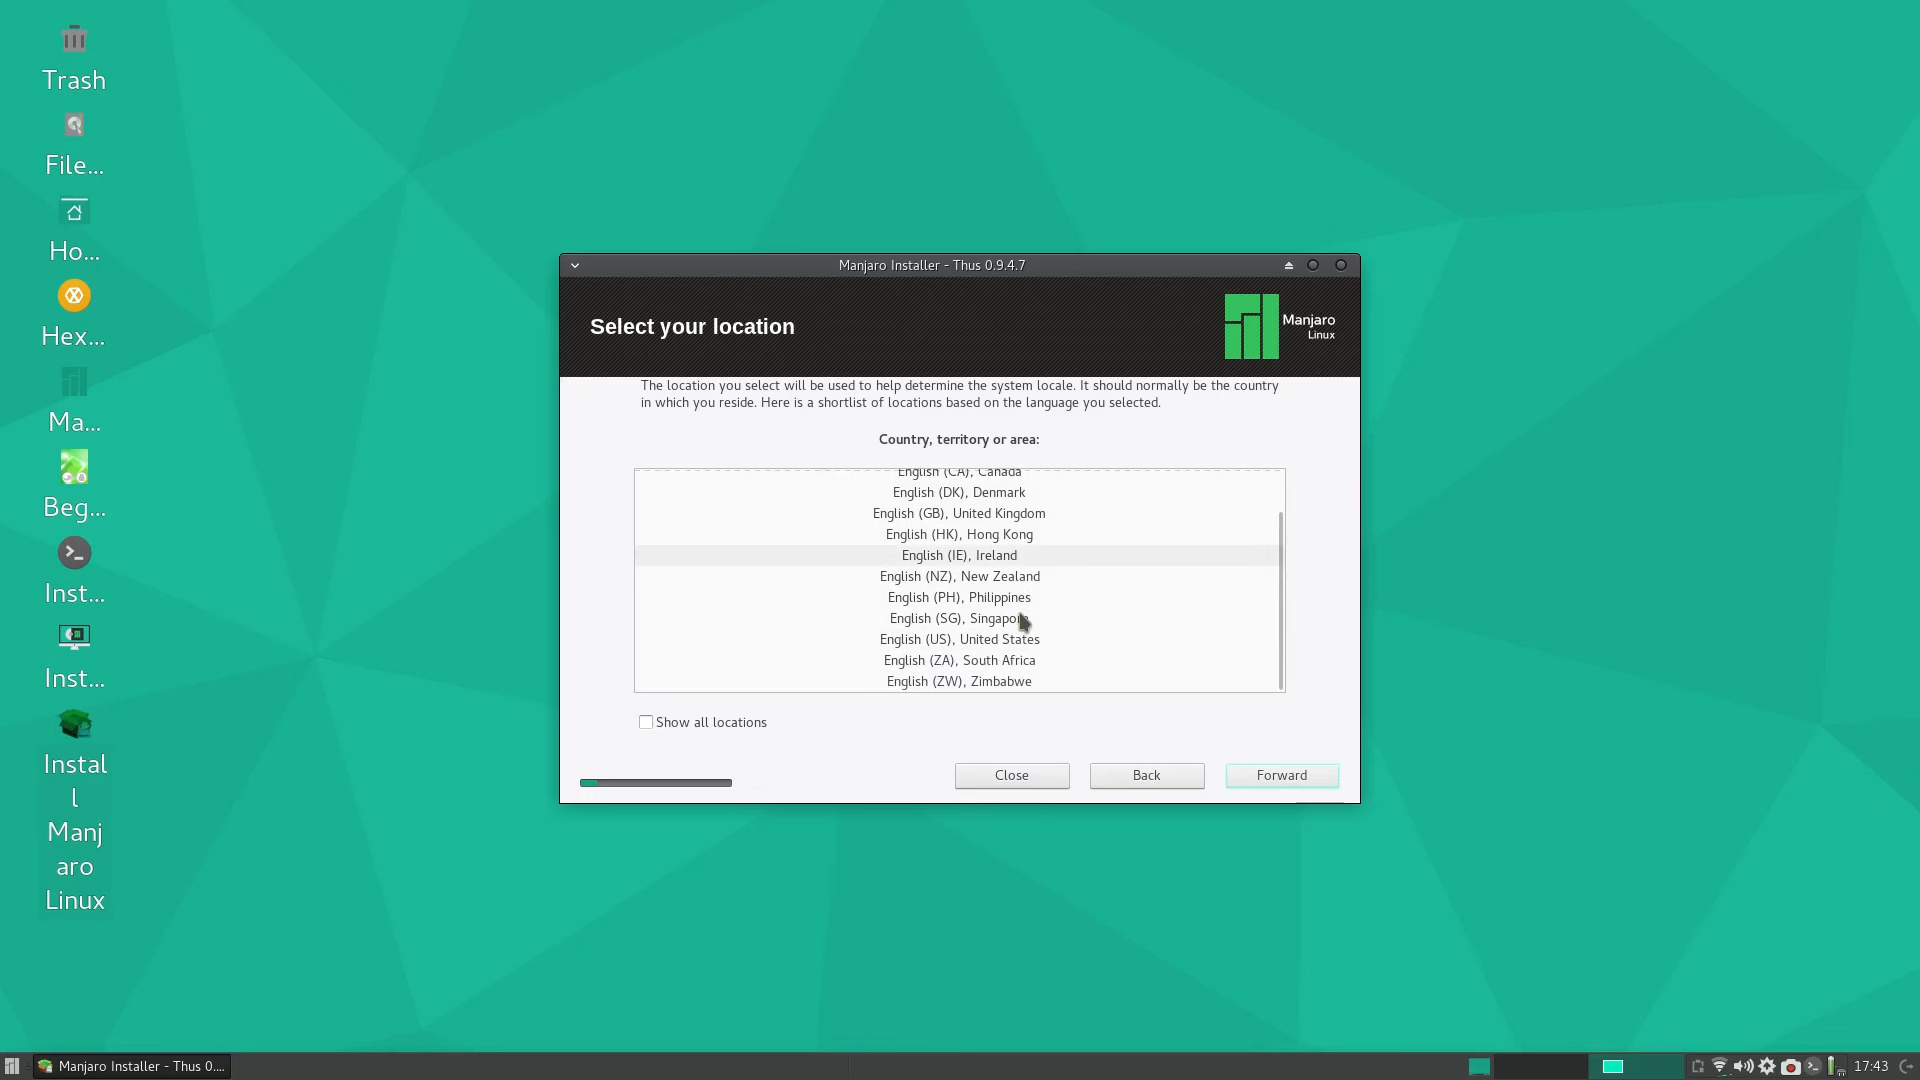 Trash
File...
Ho...
Hex...
Ma...
Beg...
Inst...
Inst...
Instal
l
Manj
aro
Linux
Manjaro Installer - Thus 0.9.4.7
Select your location
Manjaro
Linux
The location you select will be used to help determine the system locale. It should normally be the country
in which you reside. Here is a shortlist of locations based on the language you selected.
Country, territory or area:
English (CA), Canada
English (DK), Denmark
English (GB), United Kingdom
English (HK), Hong Kong
English (IE), Ireland
English (NZ), New Zealand
English (PH), Philippines
English (SG), Singapore
English (US), United States
English (ZA), South Africa
English (ZW), Zimbabwe
Show all locations
Close
Back
Forward
Manjaro Installer - Thus 0....
17:43